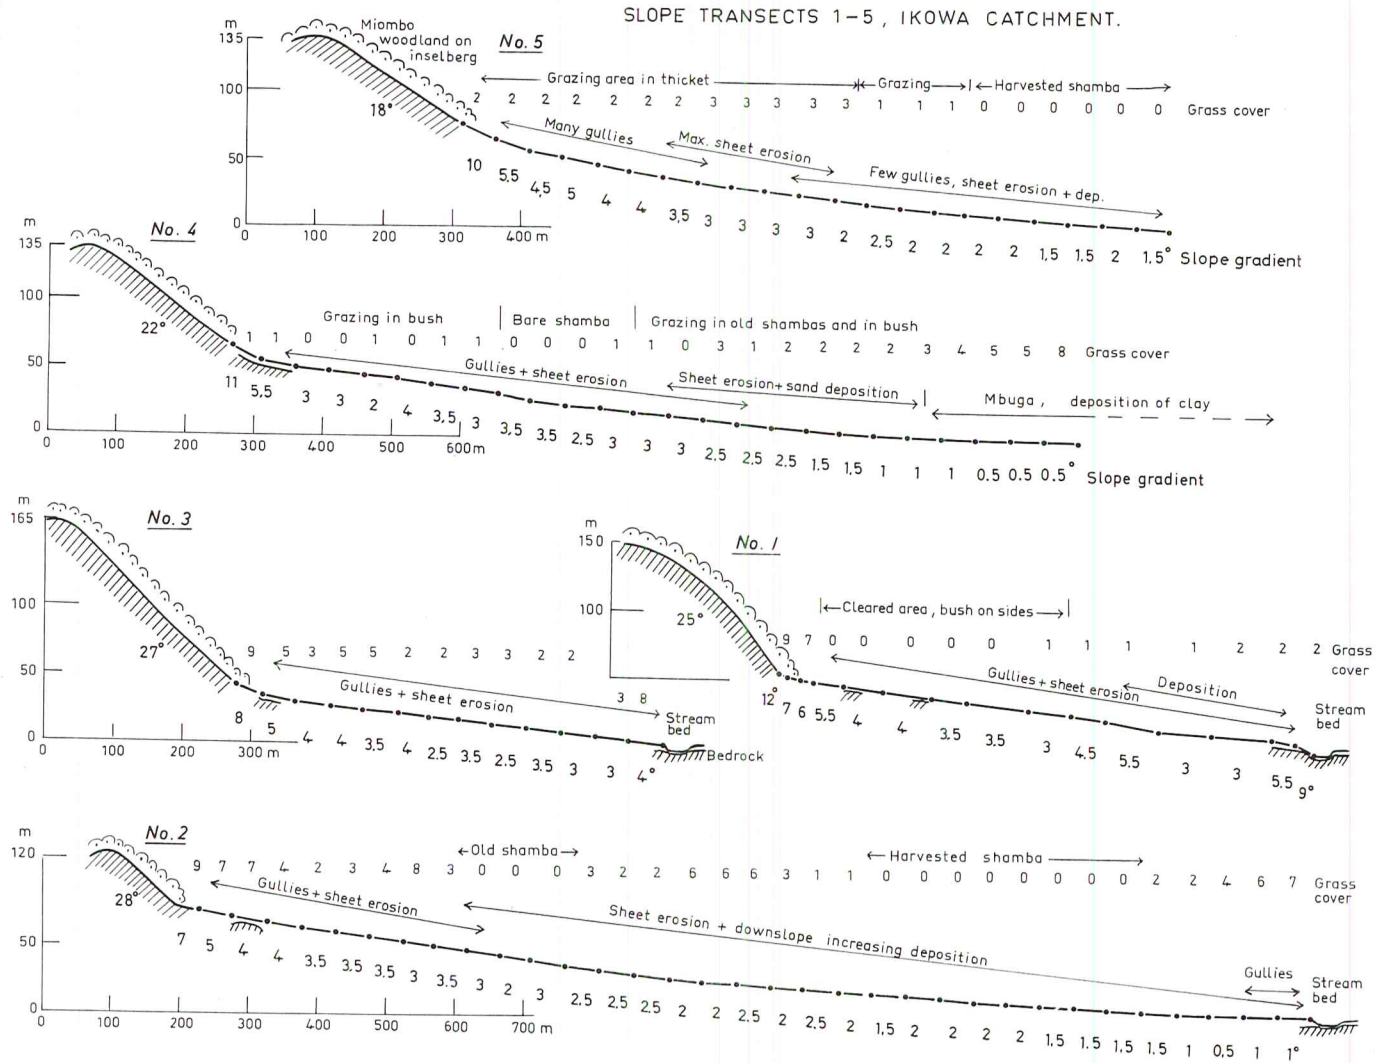 SLOPE TRANSECTS 1-5, IKOWA CATCHMENT.
m
135
100
50
0
0 100 200 300 400 m
Miombo
woodland on
inselberg
No. 5
18°
Grazing area in thicket
Grazing
Harvested shamba
2 2 2 2 2 2 2 3 3 3 3 3 1 1 1 0 0 0 0 0 0 Grass cover
Many gullies
Max. sheet erosion
Few gullies, sheet erosion + dep.
10 5,5 4,5 5 4 4 3,5 3 3 3 2 2,5 2 2 2 2 1,5 1.5 2 1,5° Slope gradient
m
No. 4
135
100
50
0
0 100 200 300 400 500 600m
22°
Grazing in bush
Bare shamba
Grazing in old shambas and in bush
1 1 0 0 1 0 1 1 0 0 0 1 1 0 3 1 2 2 2 2 3 4 5 5 8 Grass cover
Gullies + sheet erosion
Sheet erosion + sand deposition
Mbuga, deposition of clay
11 5,5 3 3 2 4 3,5 3 3,5 3.5 2.5 3 3 3 2.5 2.5 2.5 1.5 1,5 1 1 1 0.5 0.5 0.5° Slope gradient
m
165
100
50
0
0 100 200 300 m
No. 3
27°
9 5 3 5 5 2 2 3 3 2 2 3 8
Gullies + sheet erosion
Stream
bed
Bedrock
8 5 4 4 3.5 4 2.5 3.5 2.5 3.5 3 3 4°
m
150
100
No. 1
25°
Cleared area, bush on sides
9 7 0 0 0 0 0 1 1 1 1 2 2 2 Grass
cover
Gullies + sheet erosion
Deposition
Stream
bed
12° 7 6 5,5 4 4 3.5 3.5 3 4.5 5.5 3 3 5.5 9°
m
120
50
0
0 100 200 300 400 500 600 700 m
No. 2
28°
Old shamba
Harvested shamba
9 7 7 4 2 3 4 8 3 0 0 0 3 2 2 6 6 6 3 1 1 0 0 0 0 0 0 0 0 2 2 4 6 7 Grass
cover
Gullies + sheet erosion
Sheet erosion + downslope increasing deposition
Gullies
Stream
bed
7 5 4 4 3.5 3.5 3.5 3 3.5 3 2 3 2.5 2.5 2.5 2 2 2.5 2 2.5 2 1,5 2 2 2 2 1.5 1.5 1,5 1.5 1 0,5 1 1°